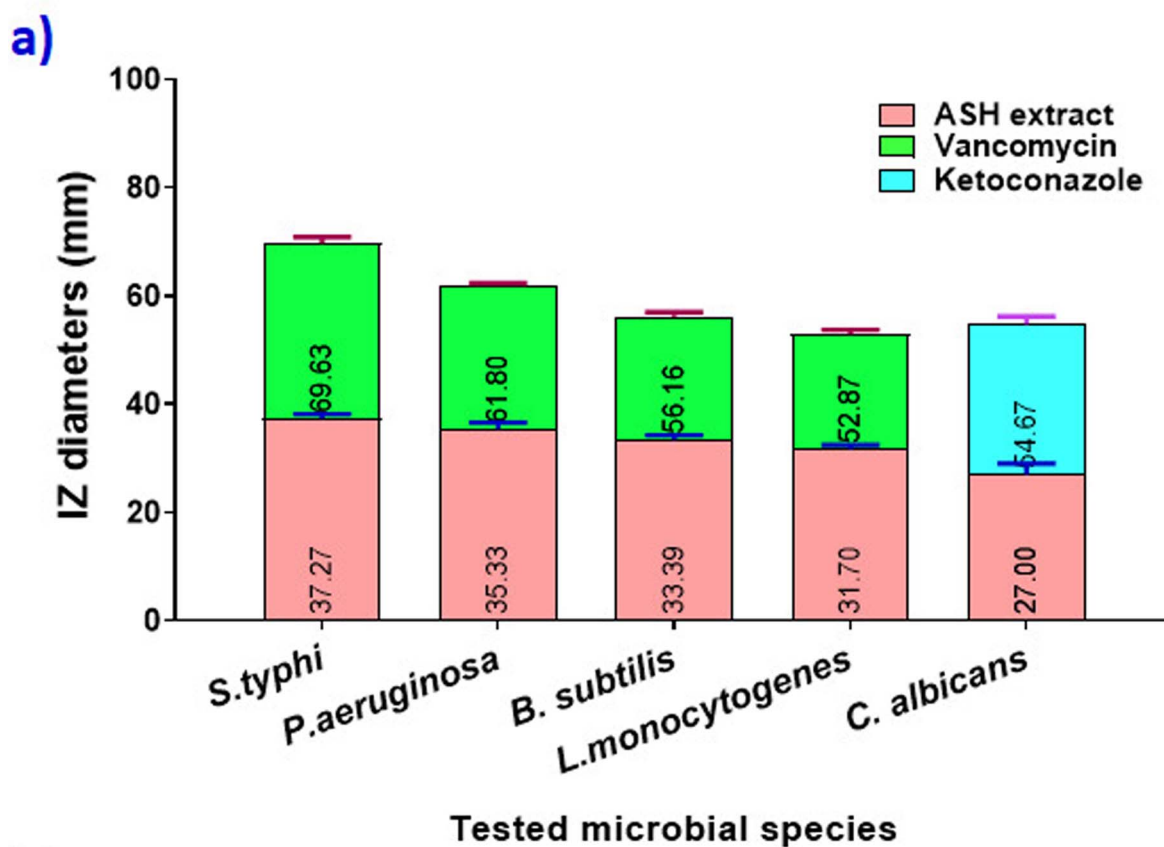 a)
100
80
60
40
20
0
IZ diameters (mm)
ASH extract
Vancomycin
Ketoconazole
69.63
61.80
56.16
52.87
54.67
37.27
35.33
33.39
31.70
27.00
S.typhi
P.aeruginosa
B. subtilis
L.monocytogenes
C. albicans
Tested microbial species